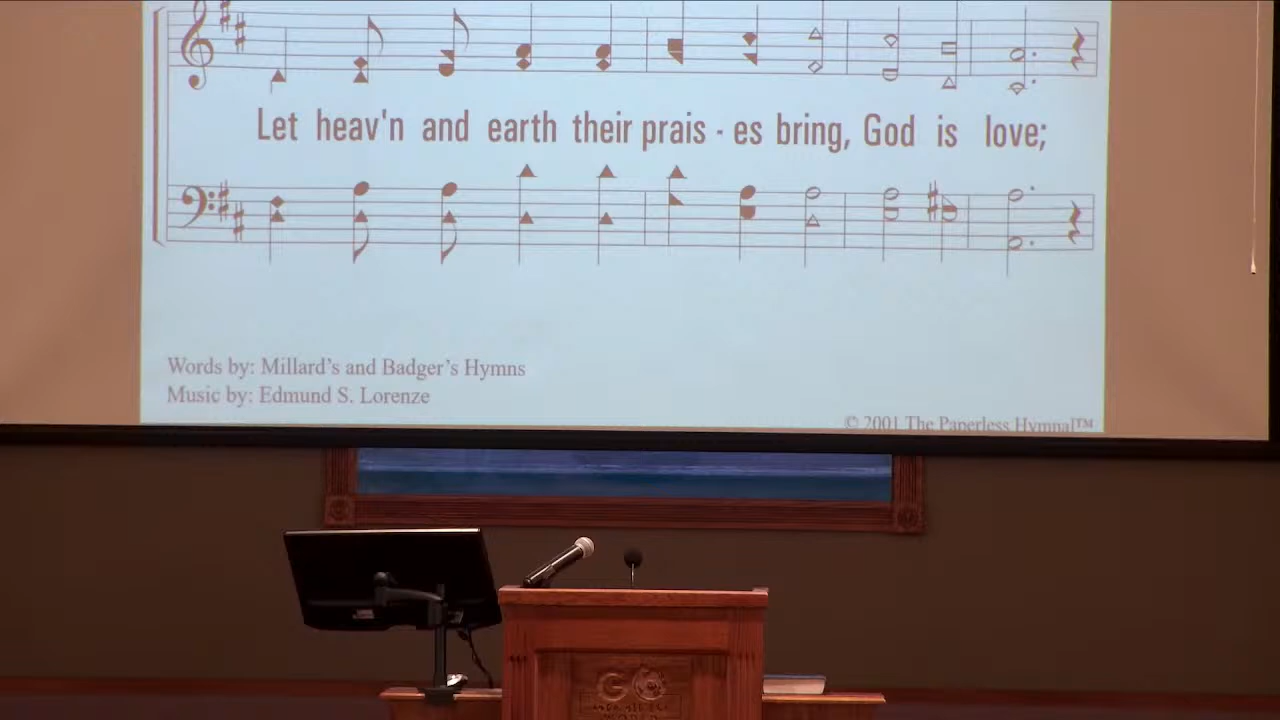 Let heav'n and earth their prais - es bring, God is love;
Words by: Millard's and Badger's Hymns
Music by: Edmund S. Lorenze
© 2001 The Paperless Hymnal™
GO